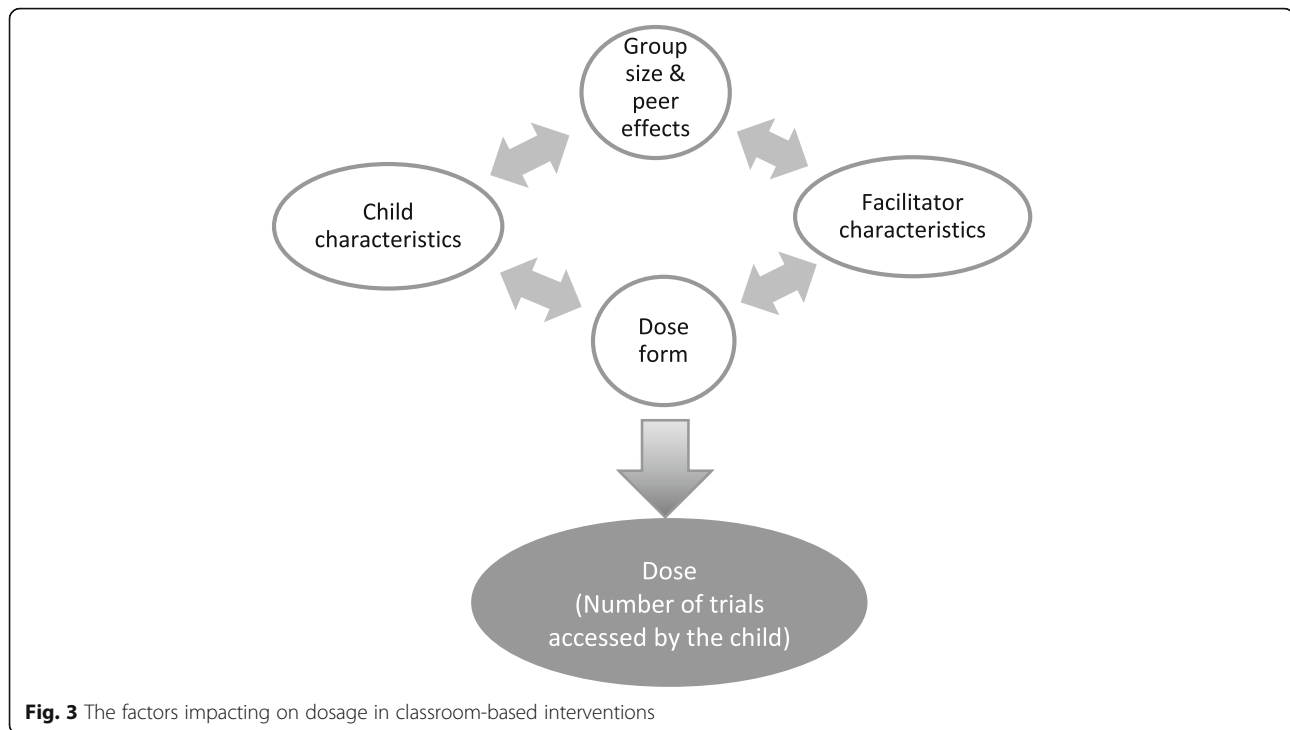 Group
size &
peer
effects
Child
characteristics
Facilitator
characteristics
Dose
form
Dose
(Number of trials
accessed by the child)
Fig. 3 The factors impacting on dosage in classroom-based interventions